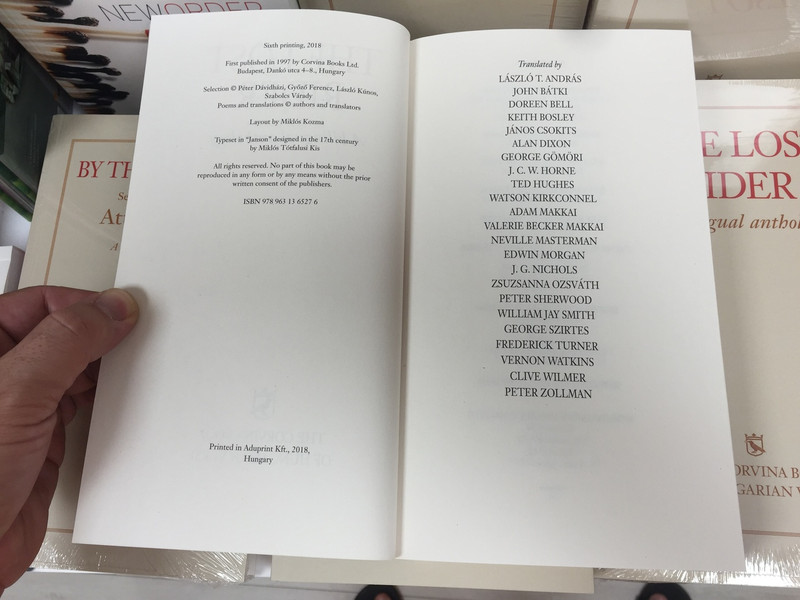 NEWORDER
Sixth printing, 2018
First published in 1997 by Corvina Books Ltd.
Budapest, Dankó utca 4–8., Hungary
Selection © Péter Dávidházi, Győző Ferencz, László Kúnos,
Szabolcs Várady
Poems and translations © authors and translators
Layout by Miklós Kozma
Typeset in “Janson” designed in the 17th century
by Miklós Tótfalusi Kis
All rights reserved. No part of this book may be
reproduced in any form or by any means without the prior
written consent of the publishers.
ISBN 978 963 13 6527 6
Printed in Aduprint Kft., 2018,
Hungary
Translated by
LÁSZLÓ T. ANDRÁS
JOHN BÁTKI
DOREEN BELL
KEITH BOSLEY
JÁNOS CSOKITS
ALAN DIXON
GEORGE GÖMÖRI
J. C. W. HORNE
TED HUGHES
WATSON KIRKCONNEL
ADAM MAKKAI
VALERIE BECKER MAKKAI
NEVILLE MASTERMAN
EDWIN MORGAN
J. G. NICHOLS
ZSUZSANNA OZSVÁTH
PETER SHERWOOD
WILLIAM JAY SMITH
GEORGE SZIRTES
FREDERICK TURNER
VERNON WATKINS
CLIVE WILMER
PETER ZOLLMAN
BY TH
At
E LOS
IDER
gual antho
ORVINA B
GARIAN